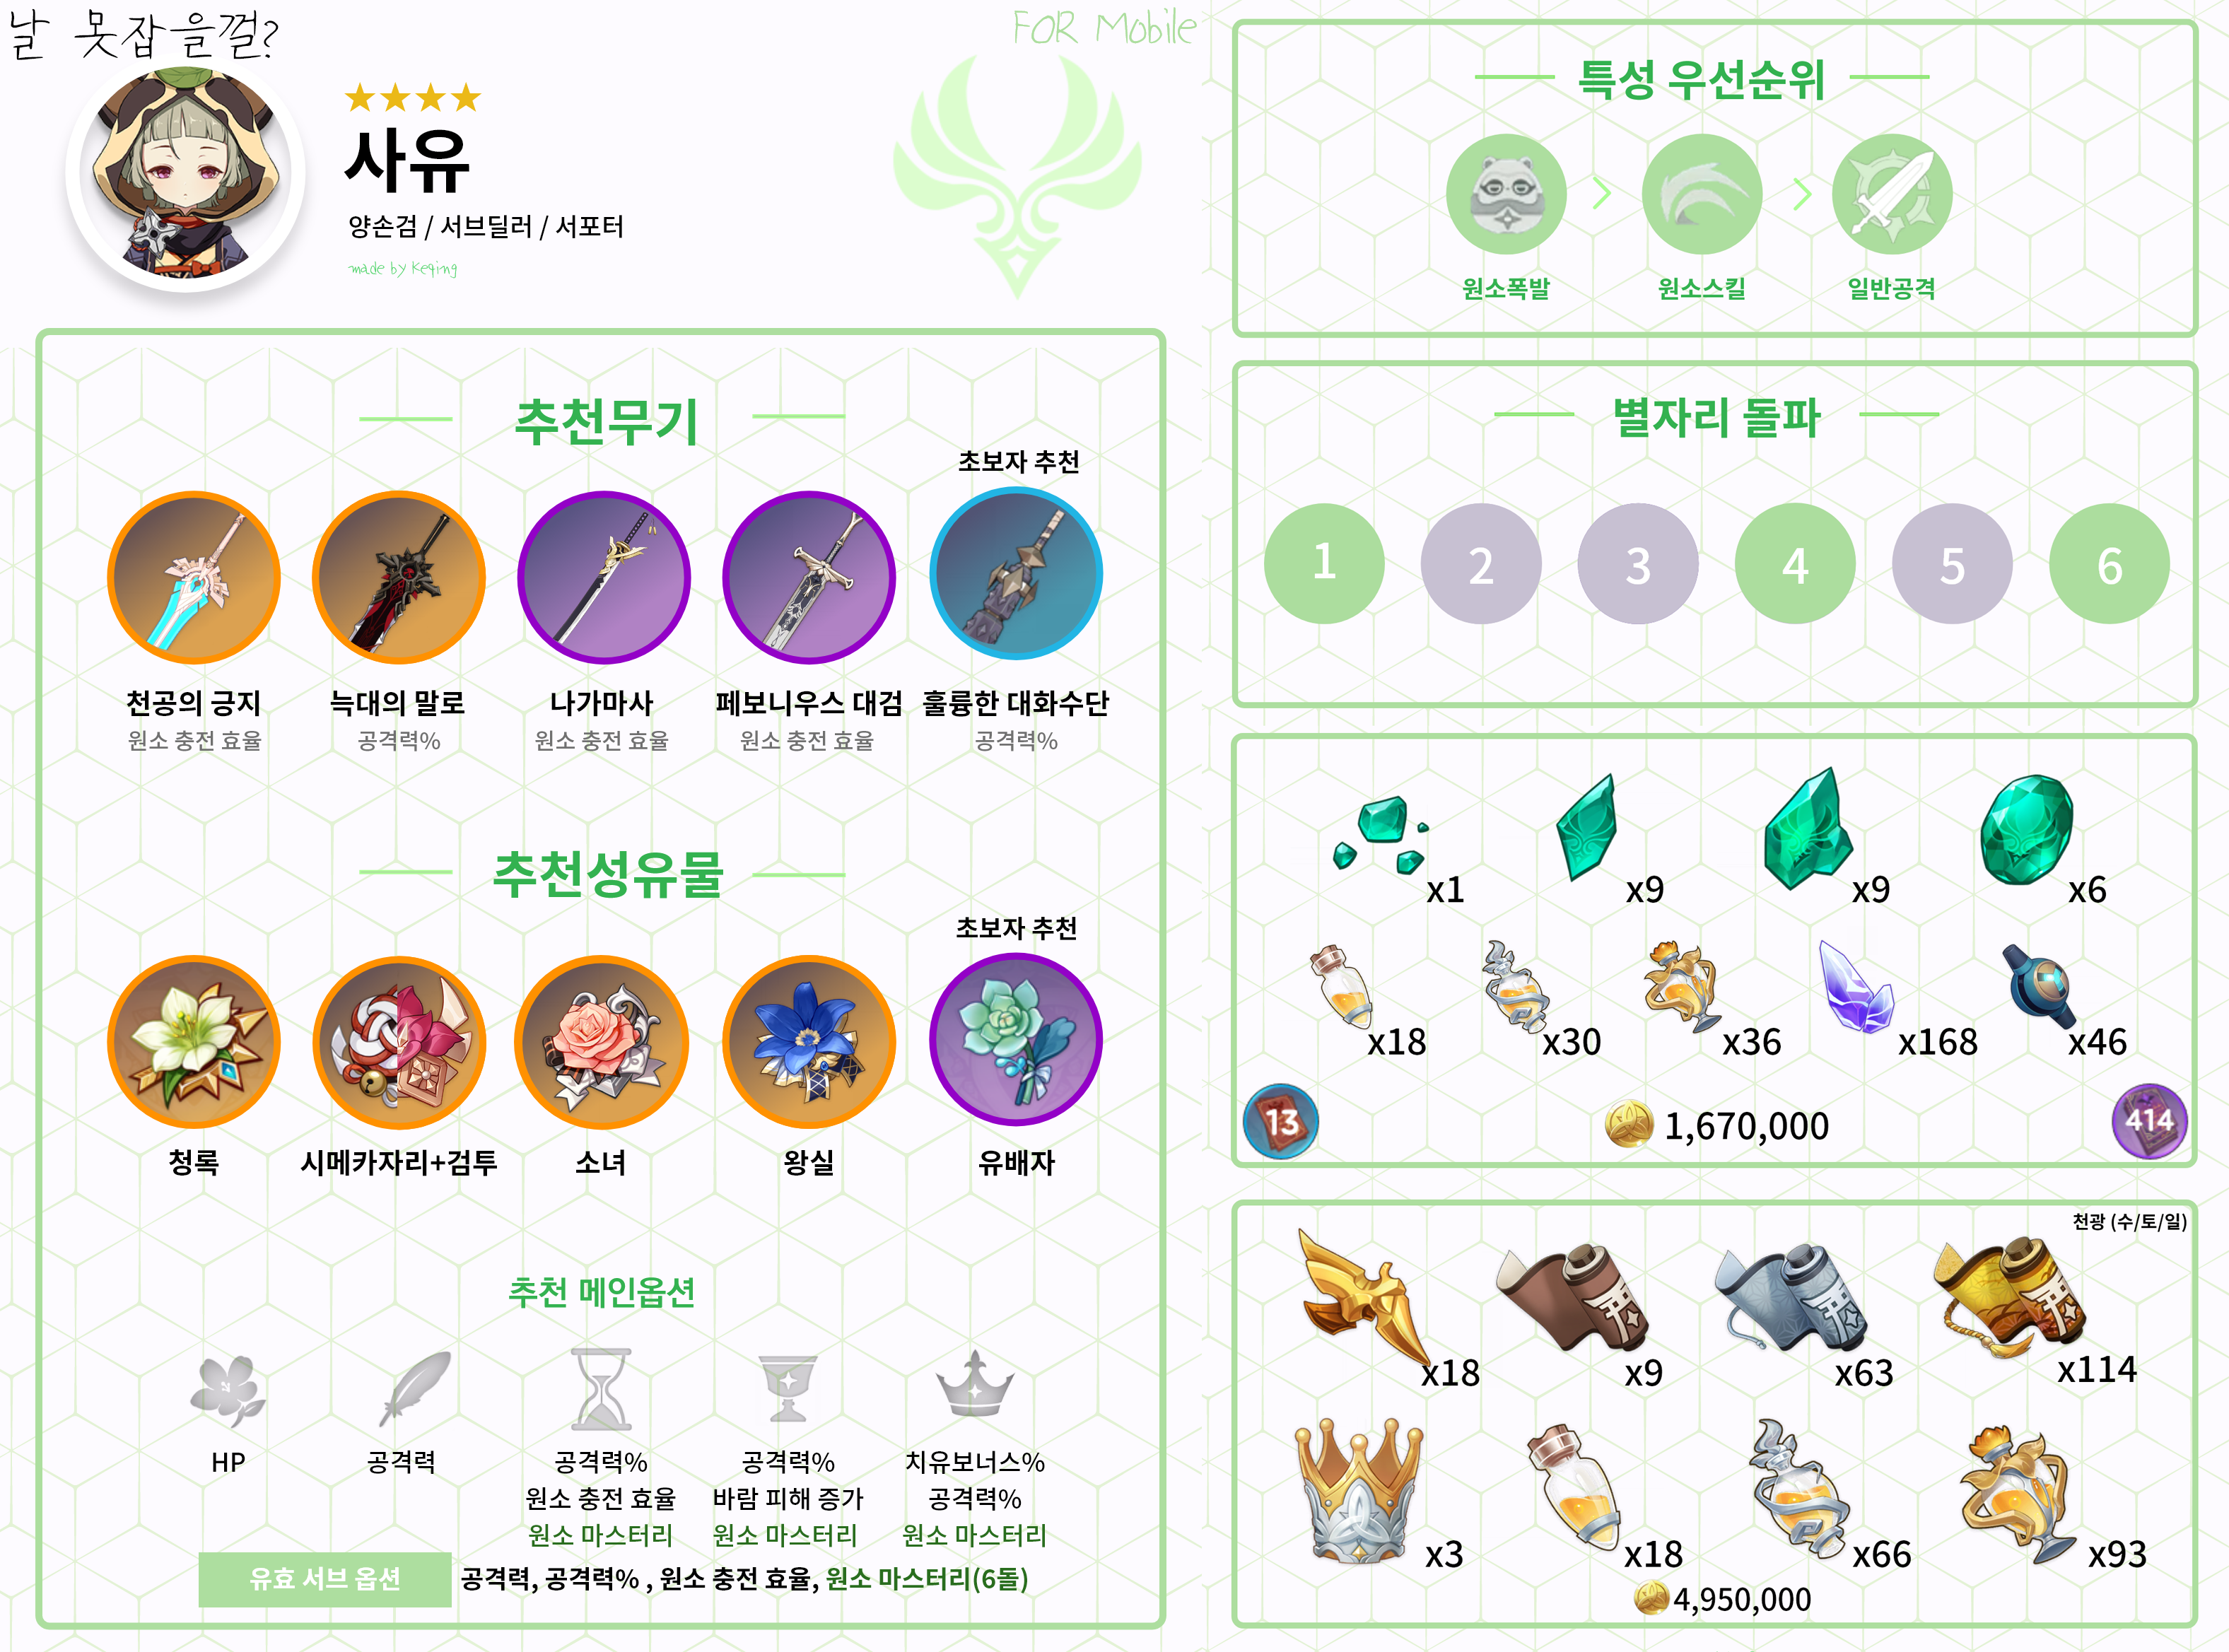 날 못잡을껄?
FOR Mobile
사유
양손검 / 서브딜러 / 서포터
made by Keqing
추천무기
초보자 추천
천공의 긍지
늑대의 말로
나가마사
페보니우스 대검
훌륭한 대화수단
원소 충전 효율
공격력%
원소 충전 효율
원소 충전 효율
공격력%
추천성유물
초보자 추천
청록
시메카자리+검투
소녀
왕실
유배자
추천 메인옵션
HP
공격력
공격력%
공격력%
치유보너스%
원소 충전 효율
바람 피해 증가
공격력%
원소 마스터리
원소 마스터리
원소 마스터리
유효 서브 옵션
공격력, 공격력% , 원소 충전 효율, 원소 마스터리(6돌)
특성 우선순위
원소폭발
원소스킬
일반공격
별자리 돌파
1
2
3
4
5
6
x1
x9
x9
x6
x18
x30
x36
x168
x46
13
1,670,000
414
천광 (수/토/일)
x18
x9
x63
x114
x3
x18
x66
x93
4,950,000